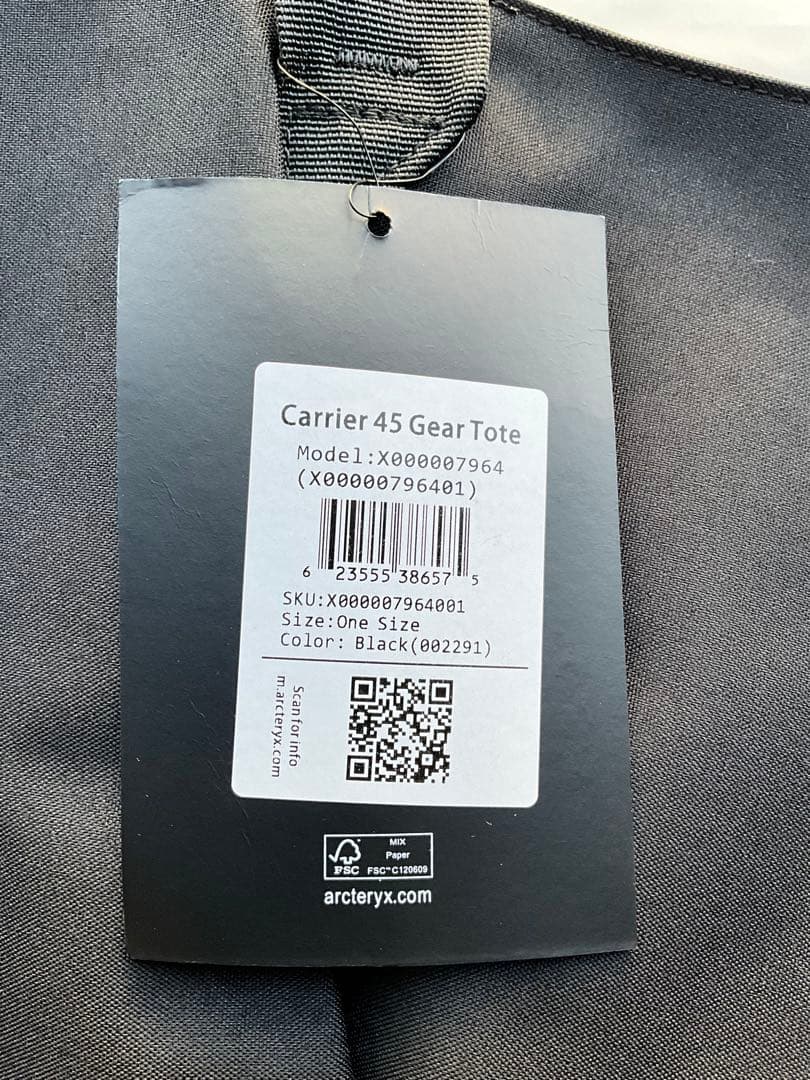 Carrier 45 Gear Tote
Model:X000007964
(X00000796401)
6 23555 38657 5
SKU:X000007964001
Size:One Size
Color: Black(002291)
Scan for info
m.arcteryx.com
MIX
Paper
FSC FSC™ C120609
arcteryx.com